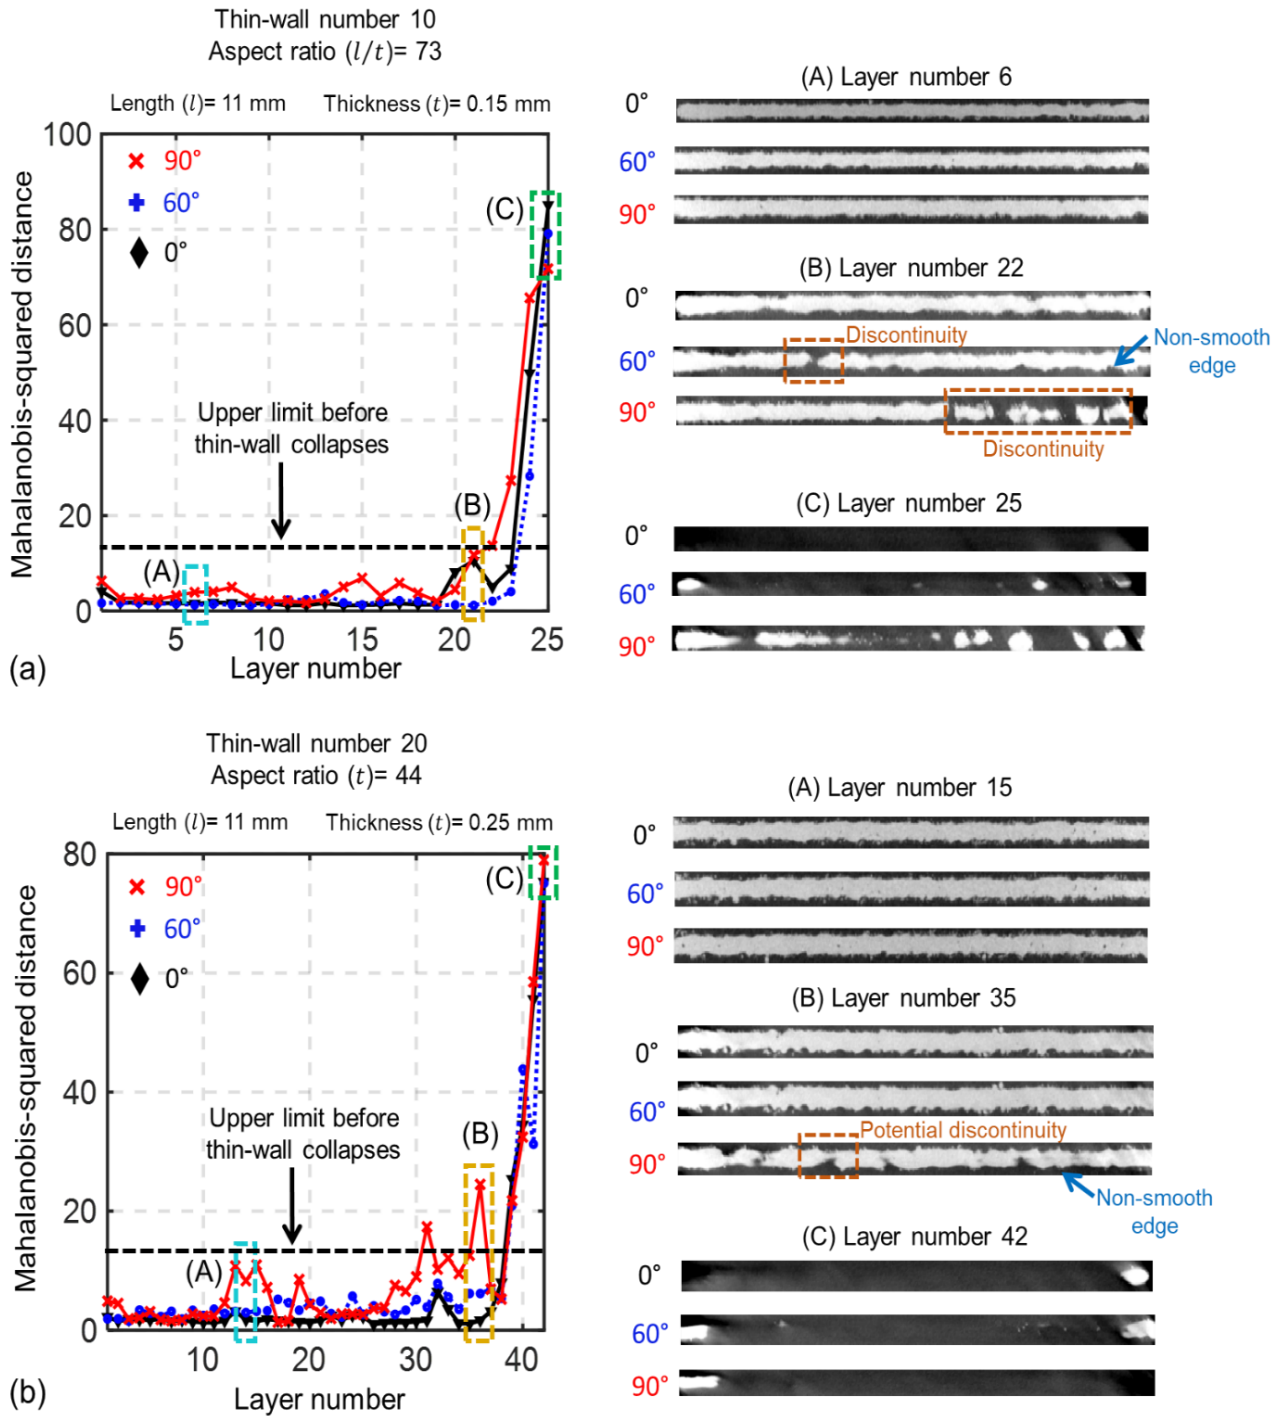 Thin-wall number 10
Aspect ratio (l/t)= 73
Length (l)= 11 mm Thickness (t)= 0.15 mm
100
80
60
40
20
0
5 10 15 20 25
Mahalanobis-squared distance
Layer number
90°
60°
0°
Upper limit before
thin-wall collapses
(A)
(B)
(C)
(a)
(A) Layer number 6
0°
60°
90°
(B) Layer number 22
0°
Discontinuity
Non-smooth
edge
60°
90°
Discontinuity
(C) Layer number 25
0°
60°
90°
Thin-wall number 20
Aspect ratio (t)= 44
Length (l)= 11 mm Thickness (t)= 0.25 mm
80
60
40
20
0
10 20 30 40
Mahalanobis-squared distance
Layer number
90°
60°
0°
Upper limit before
thin-wall collapses
(A)
(B)
(C)
(b)
(A) Layer number 15
0°
60°
90°
(B) Layer number 35
0°
60°
Potential discontinuity
90°
Non-smooth
edge
(C) Layer number 42
0°
60°
90°